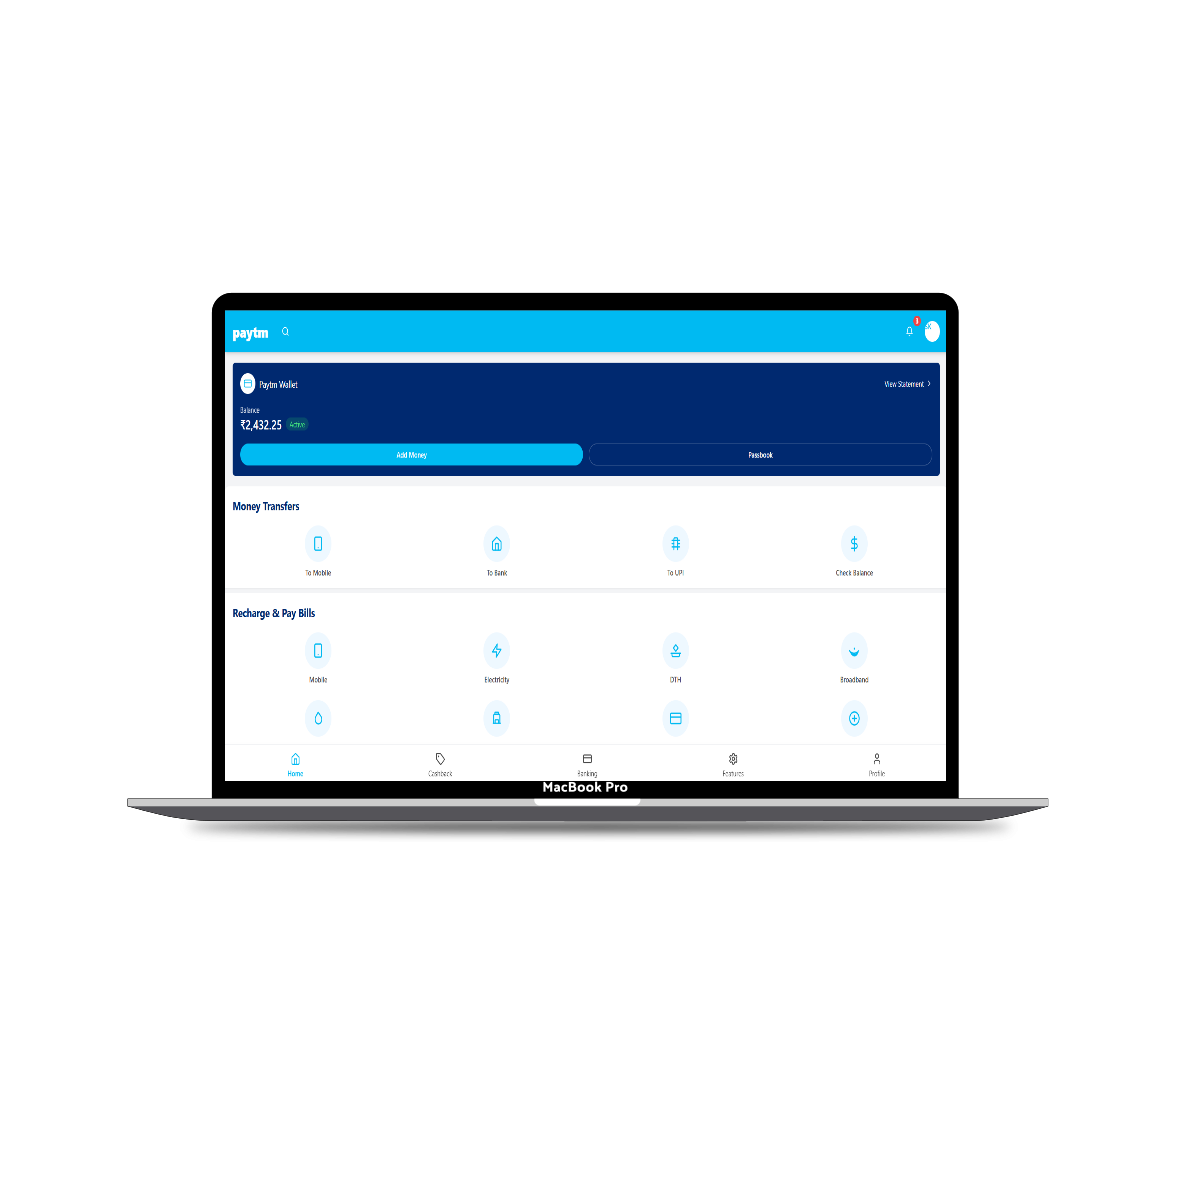 paytm
Paytm Wallet
View Statement
Balance
₹2,432.25 Active
Add Money
Passbook
Money Transfers
To Mobile
To Bank
To UPI
Check Balance
Recharge & Pay Bills
Mobile
Electricity
DTH
Broadband
Home
Cashback
Banking
Features
Profile
MacBook Pro